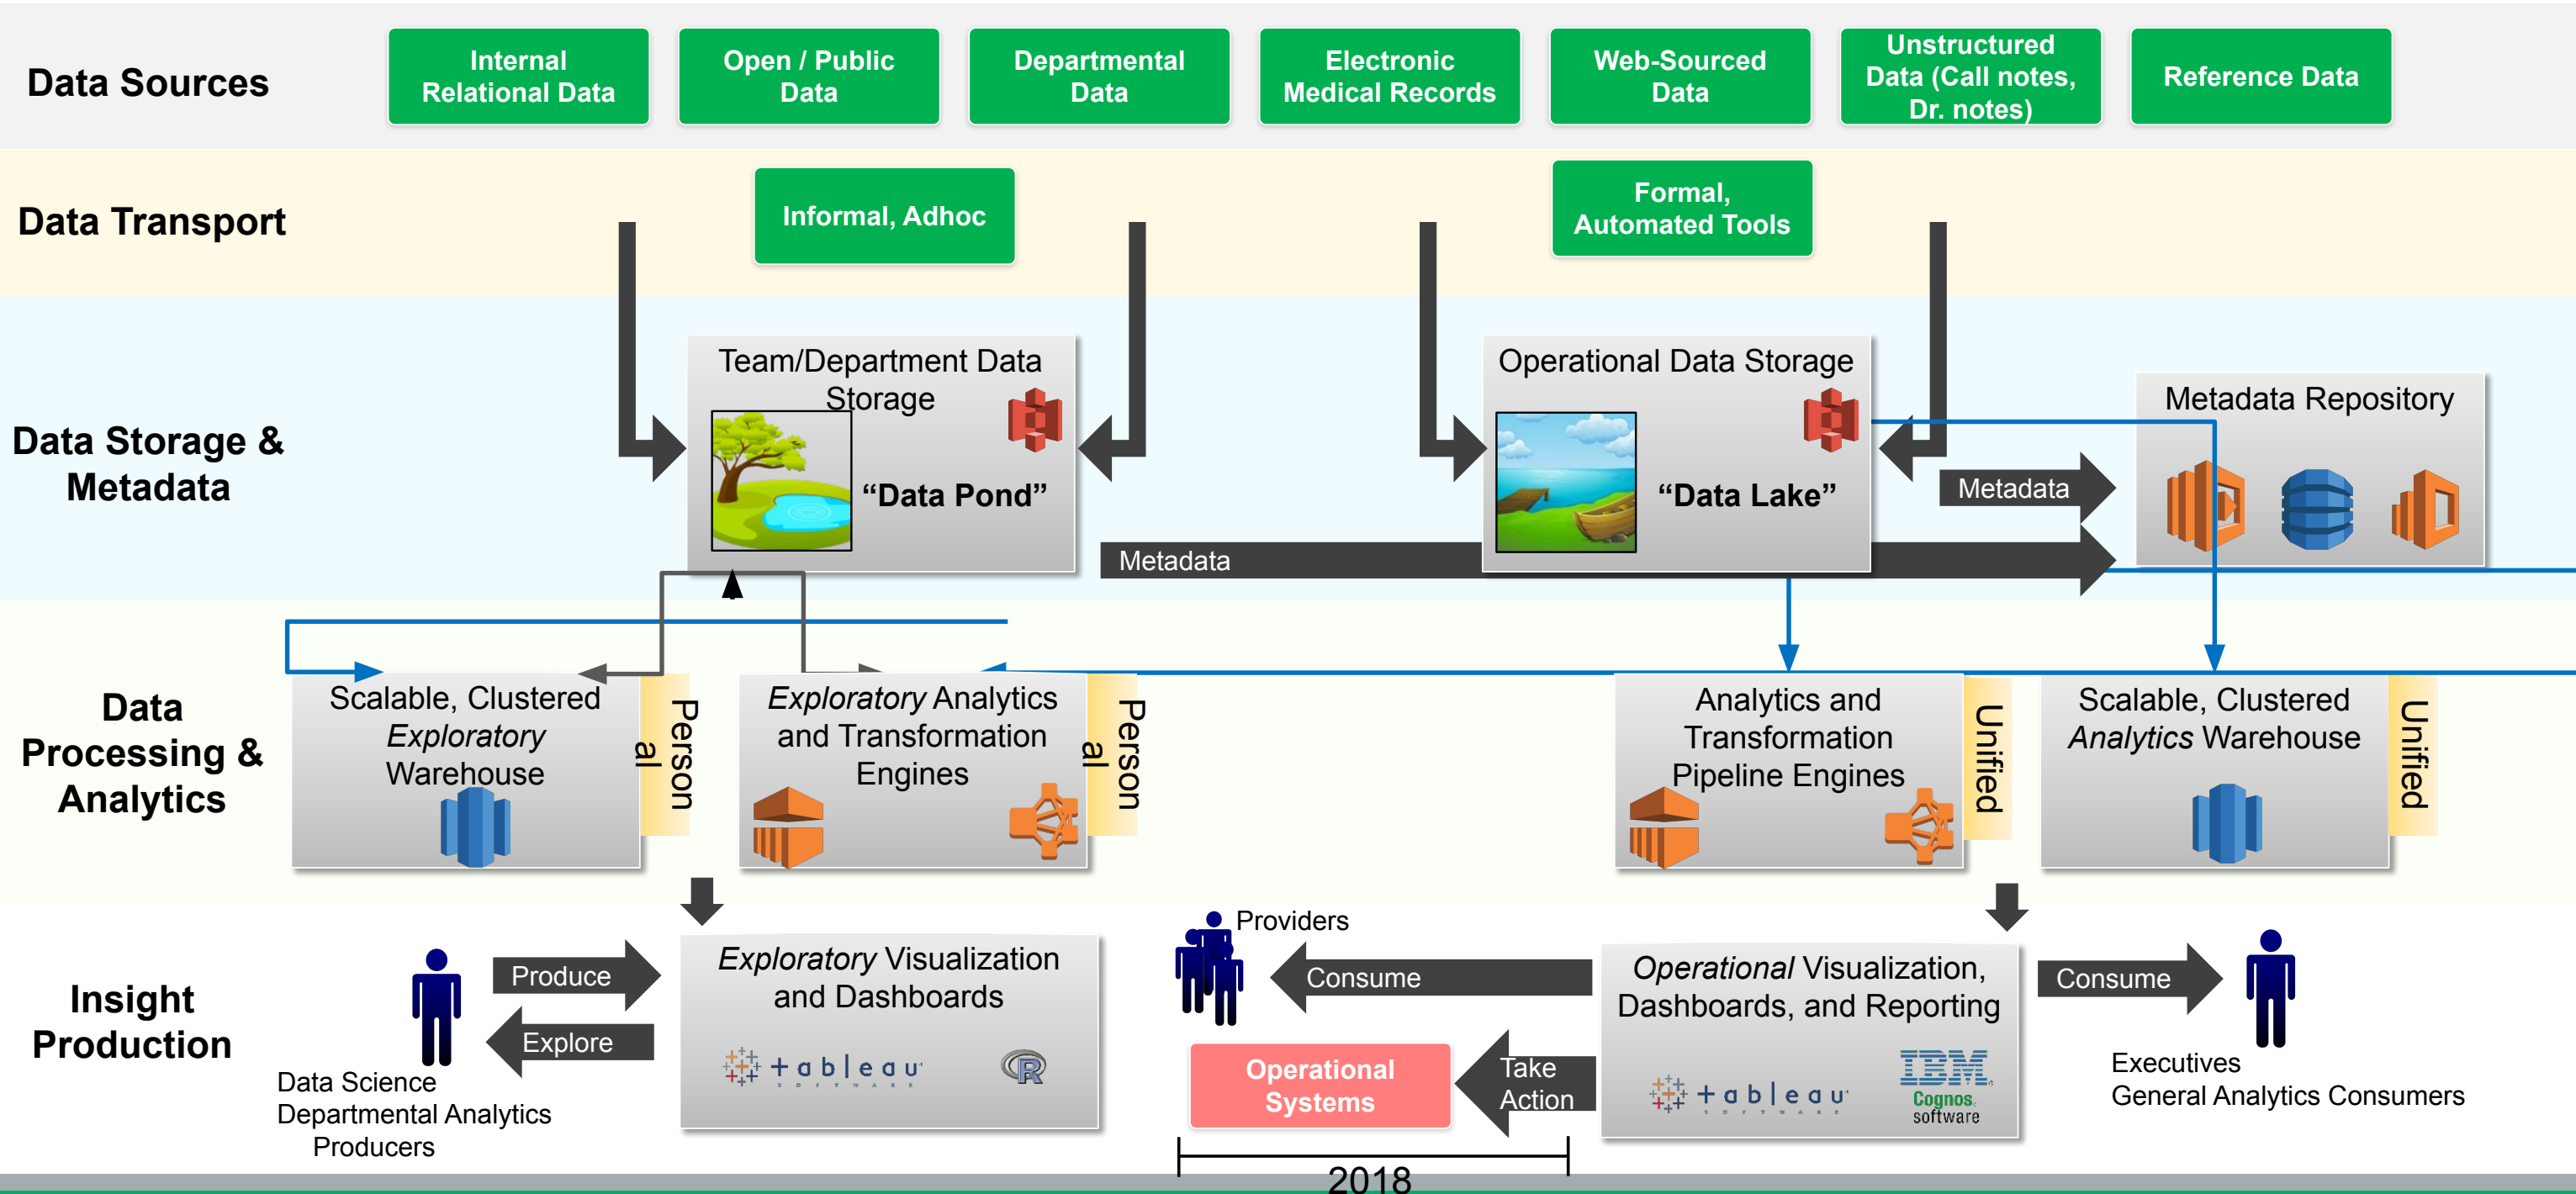 Data Sources
Internal
Relational Data
Open / Public
Data
Departmental
Data
Electronic
Medical Records
Web-Sourced
Data
Unstructured
Data (Call notes,
Dr. notes)
Reference Data
Data Transport
Informal, Adhoc
Formal,
Automated Tools
Data Storage &
Metadata
Team/Department Data
Storage
“Data Pond”
Operational Data Storage
“Data Lake”
Metadata Repository
Metadata
Metadata
Data
Processing &
Analytics
Scalable, Clustered
Exploratory
Warehouse
Person
al
Exploratory Analytics
and Transformation
Engines
Person
al
Analytics and
Transformation
Pipeline Engines
Unified
Scalable, Clustered
Analytics Warehouse
Unified
Insight
Production
Data Science
Departmental Analytics
Producers
Produce
Explore
Exploratory Visualization
and Dashboards
+ableau
SOFTWARE
R
Providers
Consume
Operational
Systems
Take
Action
2018
Operational Visualization,
Dashboards, and Reporting
+ableau
SOFTWARE
IBM
Cognos
software
Consume
Executives
General Analytics Consumers